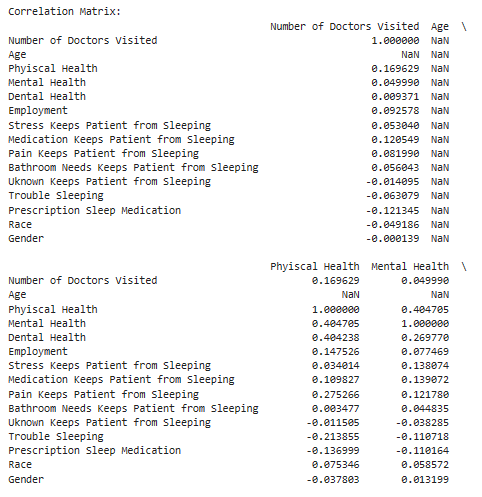 Correlation Matrix:
Number of Doctors Visited Age \
Number of Doctors Visited 1.000000 NaN
Age NaN NaN
Phyiscal Health 0.169629 NaN
Mental Health 0.049990 NaN
Dental Health 0.009371 NaN
Employment 0.092578 NaN
Stress Keeps Patient from Sleeping 0.053040 NaN
Medication Keeps Patient from Sleeping 0.120549 NaN
Pain Keeps Patient from Sleeping 0.081990 NaN
Bathroom Needs Keeps Patient from Sleeping 0.056043 NaN
Uknown Keeps Patient from Sleeping -0.014095 NaN
Trouble Sleeping -0.063079 NaN
Prescription Sleep Medication -0.121345 NaN
Race -0.049186 NaN
Gender -0.000139 NaN
Phyiscal Health Mental Health \
Number of Doctors Visited 0.169629 0.049990
Age NaN NaN
Phyiscal Health 1.000000 0.404705
Mental Health 0.404705 1.000000
Dental Health 0.404238 0.269770
Employment 0.147526 0.077469
Stress Keeps Patient from Sleeping 0.034014 0.138074
Medication Keeps Patient from Sleeping 0.109827 0.139072
Pain Keeps Patient from Sleeping 0.275266 0.121780
Bathroom Needs Keeps Patient from Sleeping 0.003477 0.044835
Uknown Keeps Patient from Sleeping -0.011505 -0.038285
Trouble Sleeping -0.213855 -0.110718
Prescription Sleep Medication -0.136999 -0.110164
Race 0.075346 0.058572
Gender -0.037803 0.013199